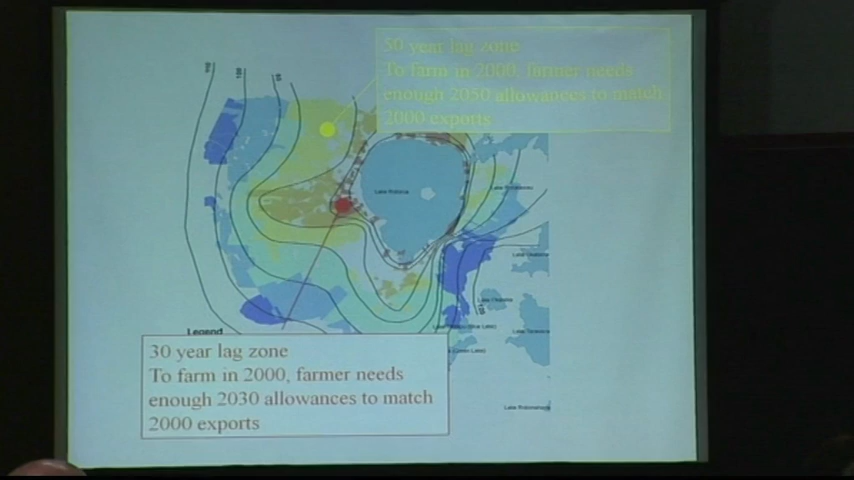 50 year lag zone
To farm in 2000, farmer needs
enough 2050 allowances to match
2000 exports
Lake Rotorua
Legend
30 year lag zone
To farm in 2000, farmer needs
enough 2030 allowances to match
2000 exports